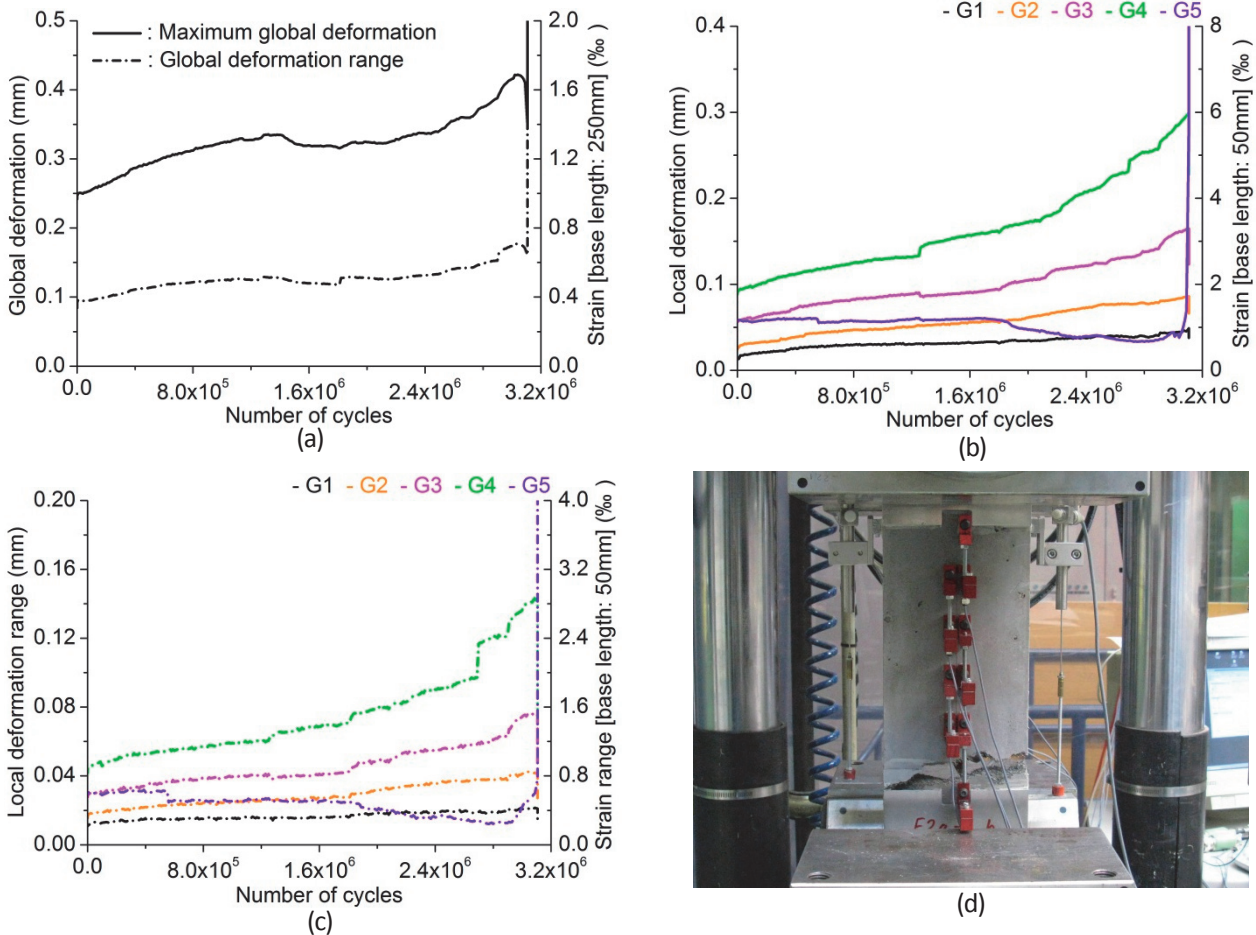 0.5
0.4
0.3
0.2
0.1
0.0
Global deformation (mm)
— : Maximum global deformation
-·-· : Global deformation range
2.0
1.6
1.2
0.8
0.4
0.0
Strain [base length: 250mm] (‰)
0.0 8.0x10⁵ 1.6x10⁶ 2.4x10⁶ 3.2x10⁶
Number of cycles
(a)
- G1 - G2 - G3 - G4 - G5
0.4
0.3
0.2
0.1
0.0
Local deformation (mm)
8
6
4
2
0
Strain [base length: 50mm] (‰)
0.0 8.0x10⁵ 1.6x10⁶ 2.4x10⁶ 3.2x10⁶
Number of cycles
(b)
- G1 - G2 - G3 - G4 - G5
0.20
0.16
0.12
0.08
0.04
0.00
Local deformation range (mm)
4.0
3.2
2.4
1.6
0.8
0.0
Strain range [base length: 50mm] (‰)
0.0 8.0x10⁵ 1.6x10⁶ 2.4x10⁶ 3.2x10⁶
Number of cycles
(c)
(d)